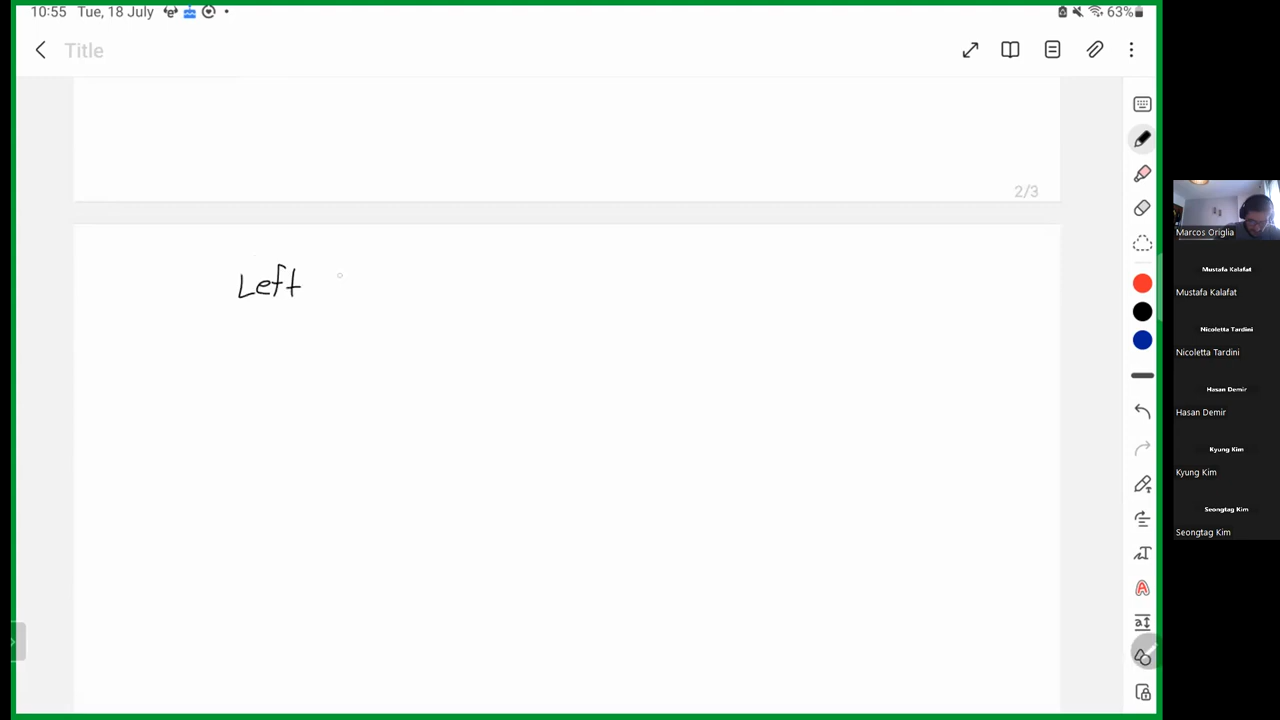 10:55 Tue, 18 July
63%
Title
2/3
Left
Marcos Origlia
Mustafa Kalafat
Mustafa Kalafat
Nicoletta Tardini
Nicoletta Tardini
Hasan Demir
Hasan Demir
Kyung Kim
Kyung Kim
Seongtag Kim
Seongtag Kim